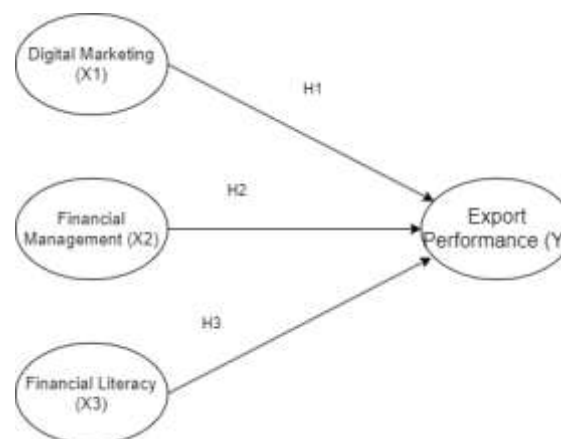 Digital Marketing
(X1)
H1
H2
Financial
Management (X2)
Export
Performance (Y
H3
Financial Literacy
(X3)